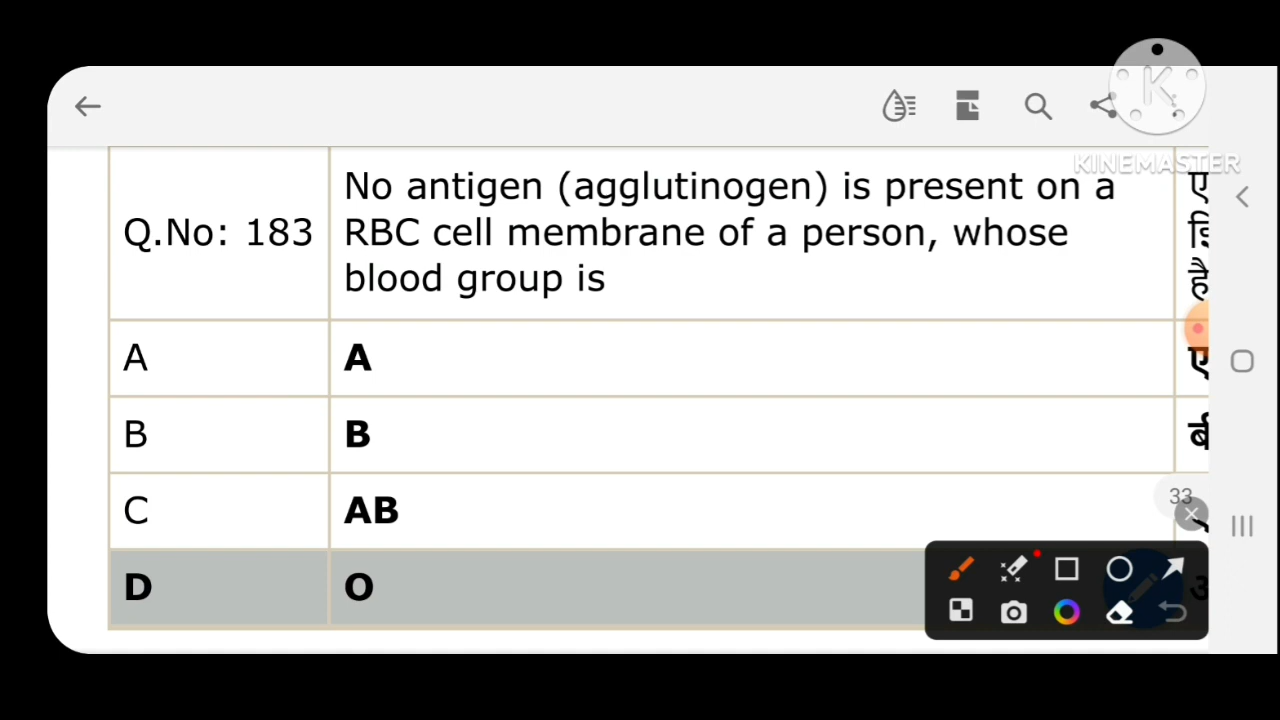 KINEMASTER
Q.No: 183
No antigen (agglutinogen) is present on a
RBC cell membrane of a person, whose
blood group is
A
A
B
B
C
AB
33
D
O